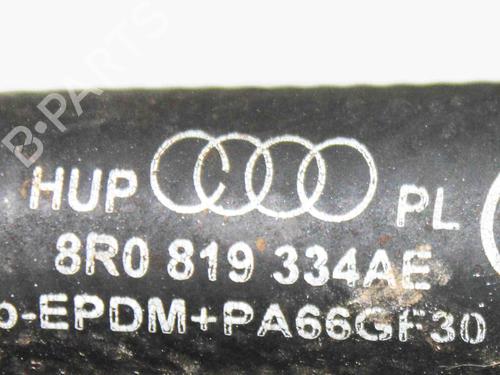 B-PARTS
HUP PL
8R0 819 334AE
-EPDM+PA66GF30